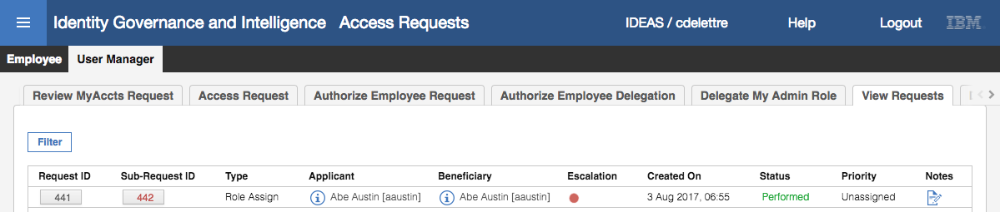 Identity Governance and Intelligence Access Requests IDEAS / cdelettre Help Logout IBM
Employee User Manager
Review MyAccts Request Access Request Authorize Employee Request Authorize Employee Delegation Delegate My Admin Role View Requests
Filter
Request ID Sub-Request ID Type Applicant Beneficiary Escalation Created On Status Priority Notes
441 442 Role Assign Abe Austin [aaustin] Abe Austin [aaustin] 3 Aug 2017, 06:55 Performed Unassigned